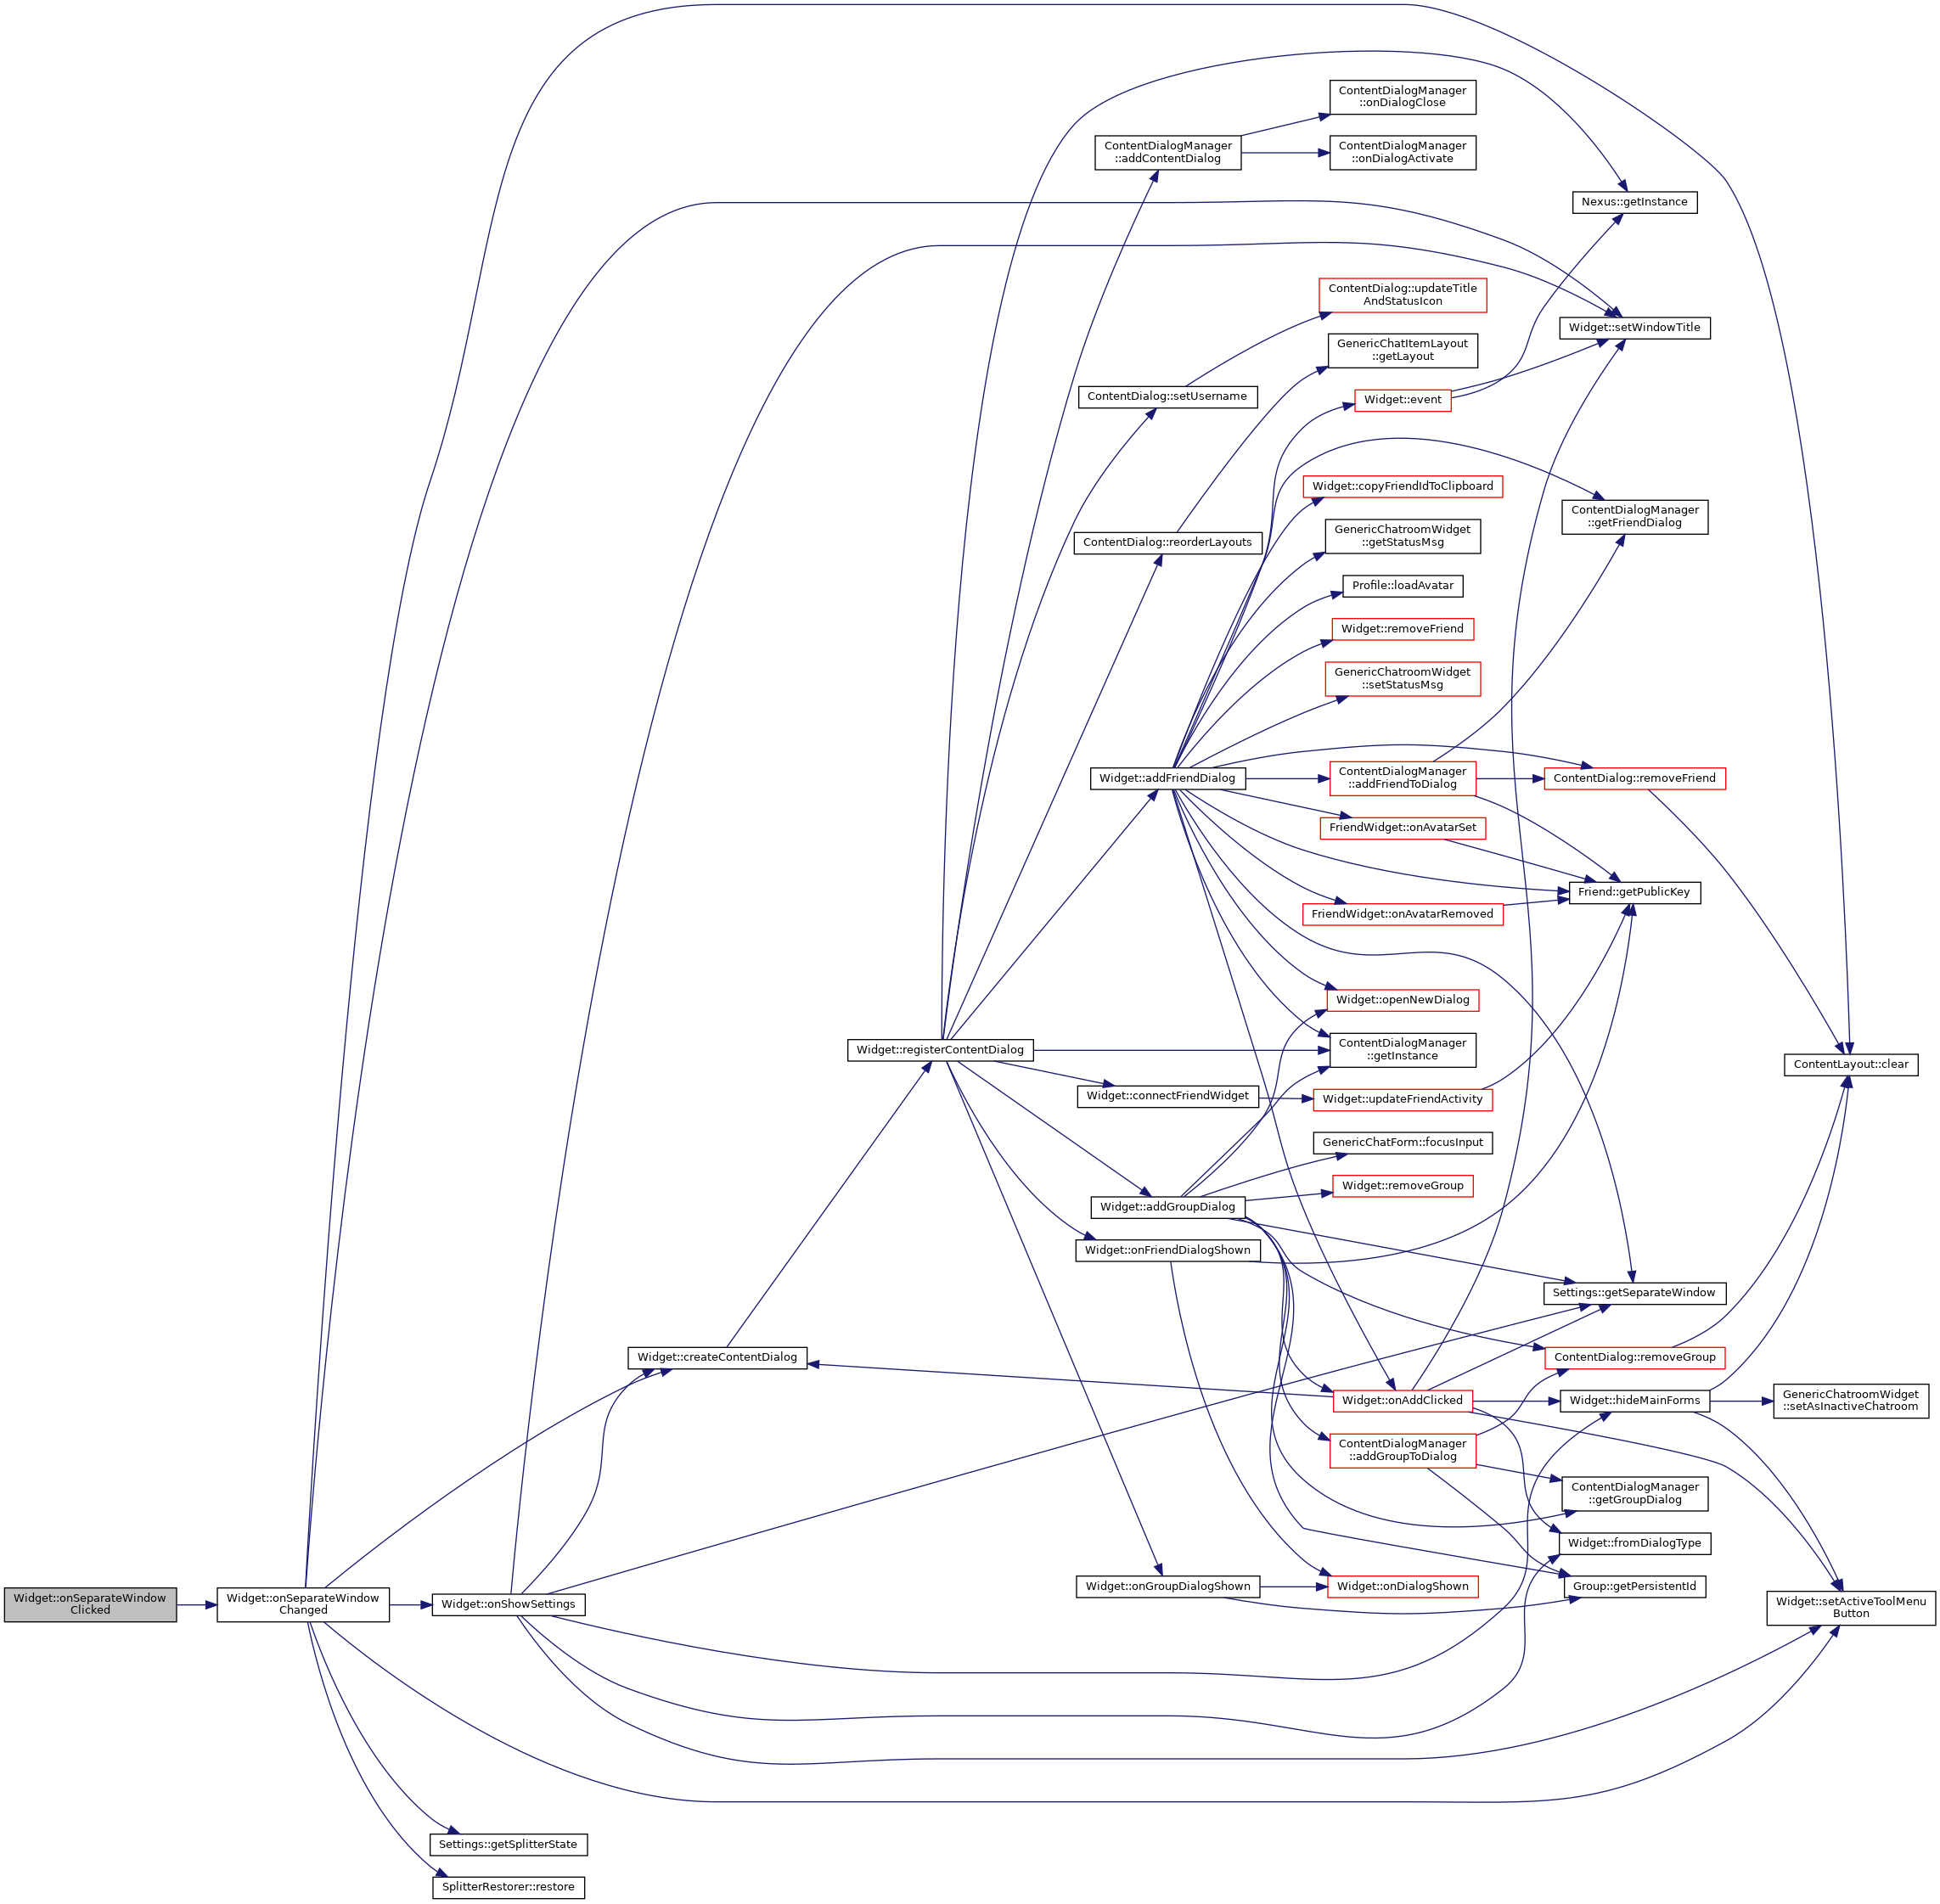 ContentDialogManager
::onDialogClose
ContentDialogManager
::addContentDialog
ContentDialogManager
::onDialogActivate
Nexus::getInstance
ContentDialog::updateTitle
AndStatusIcon
Widget::setWindowTitle
GenericChatItemLayout
::getLayout
ContentDialog::setUsername
Widget::event
Widget::copyFriendIdToClipboard
ContentDialogManager
::getFriendDialog
GenericChatroomWidget
::getStatusMsg
ContentDialog::reorderLayouts
Profile::loadAvatar
Widget::removeFriend
GenericChatroomWidget
::setStatusMsg
Widget::addFriendDialog
ContentDialogManager
::addFriendToDialog
ContentDialog::removeFriend
FriendWidget::onAvatarSet
Friend::getPublicKey
FriendWidget::onAvatarRemoved
Widget::openNewDialog
Widget::registerContentDialog
ContentDialogManager
::getInstance
ContentLayout::clear
Widget::connectFriendWidget
Widget::updateFriendActivity
GenericChatForm::focusInput
Widget::removeGroup
Widget::addGroupDialog
Widget::onFriendDialogShown
Settings::getSeparateWindow
Widget::createContentDialog
ContentDialog::removeGroup
Widget::onAddClicked
Widget::hideMainForms
GenericChatroomWidget
::setAsInactiveChatroom
ContentDialogManager
::addGroupToDialog
ContentDialogManager
::getGroupDialog
Widget::fromDialogType
Widget::onGroupDialogShown
Widget::onDialogShown
Group::getPersistentId
Widget::onSeparateWindow
Clicked
Widget::onSeparateWindow
Changed
Widget::onShowSettings
Widget::setActiveToolMenu
Button
Settings::getSplitterState
SplitterRestorer::restore